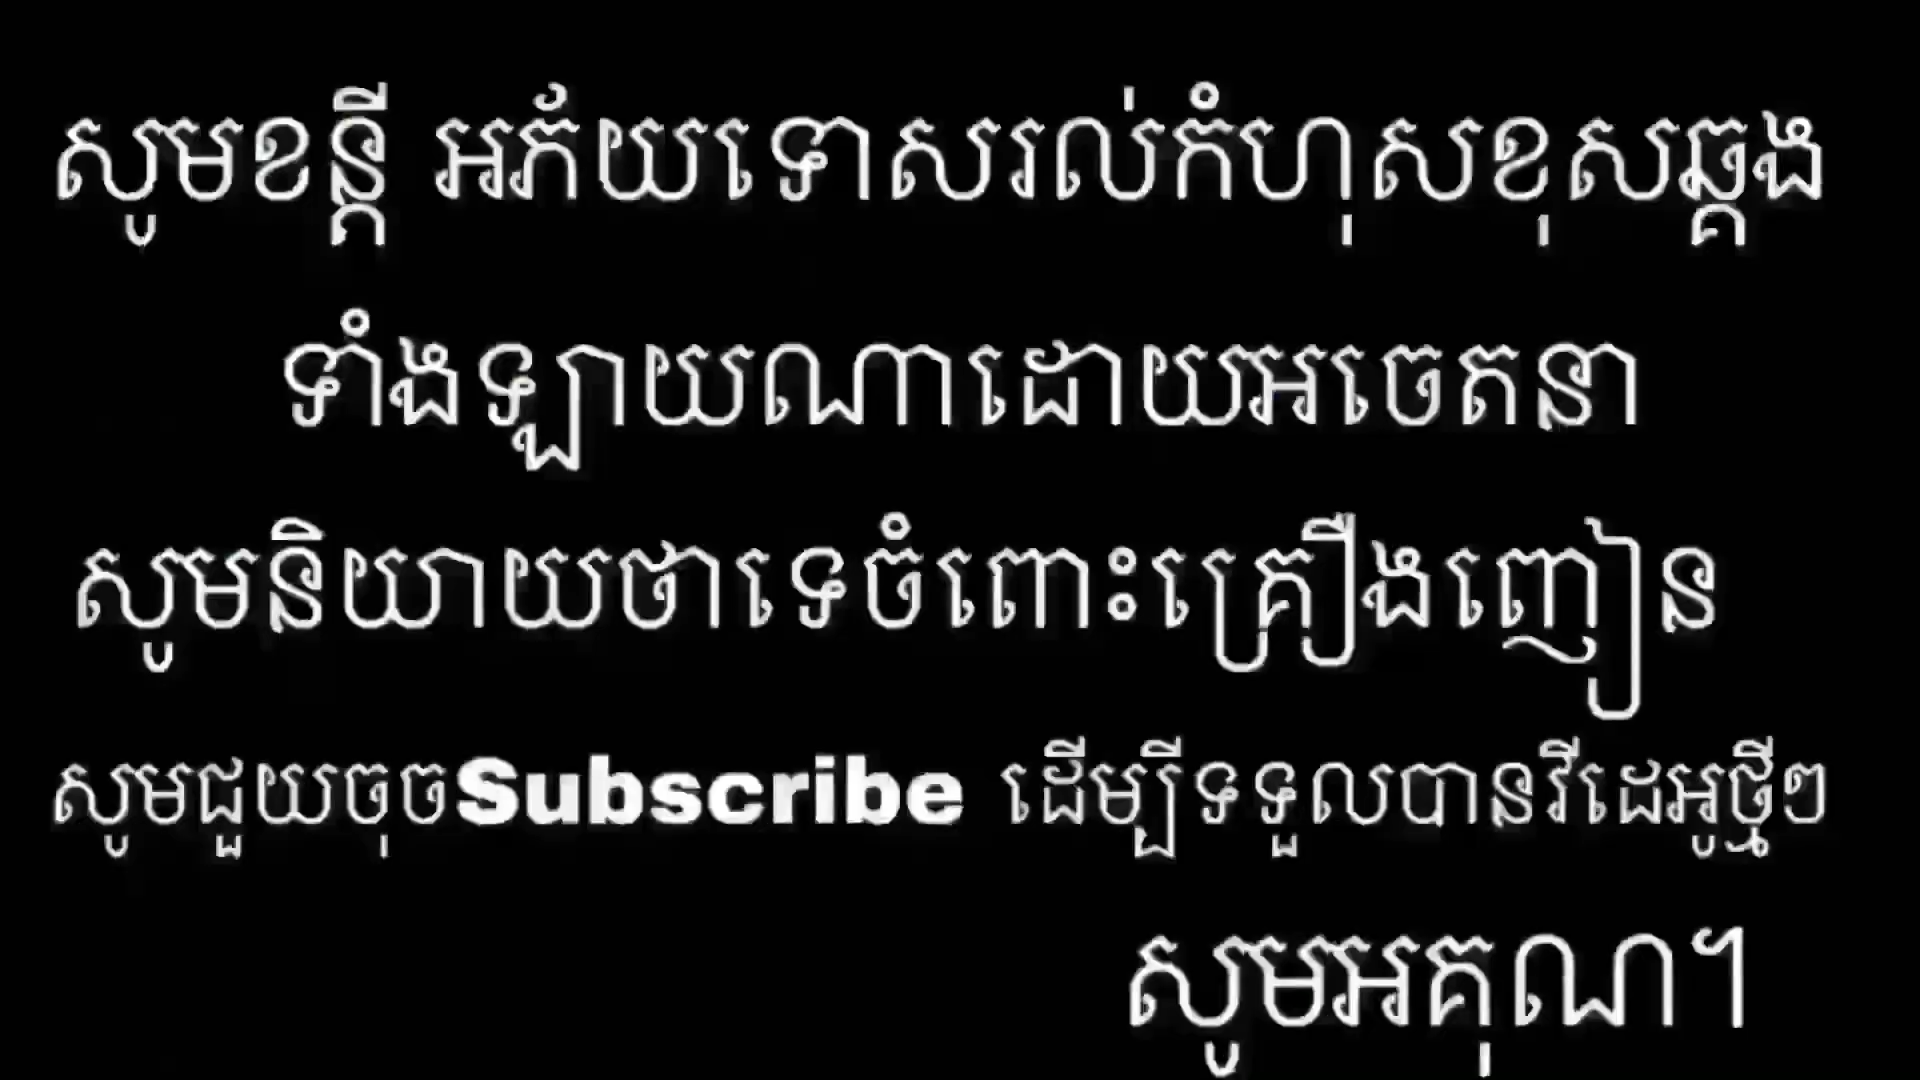 សូមខន្តី អភ័យទោសរល់កំហុសខុសឆ្គង
ទាំងឡាយណាដោយអចេតនា
សូមនិយាយថាទេចំពោះគ្រឿងញៀន
សូមជួយចុចSubscribe ដើម្បីទទួលបានវីដេអូថ្មីៗ
សូមអគុណ។